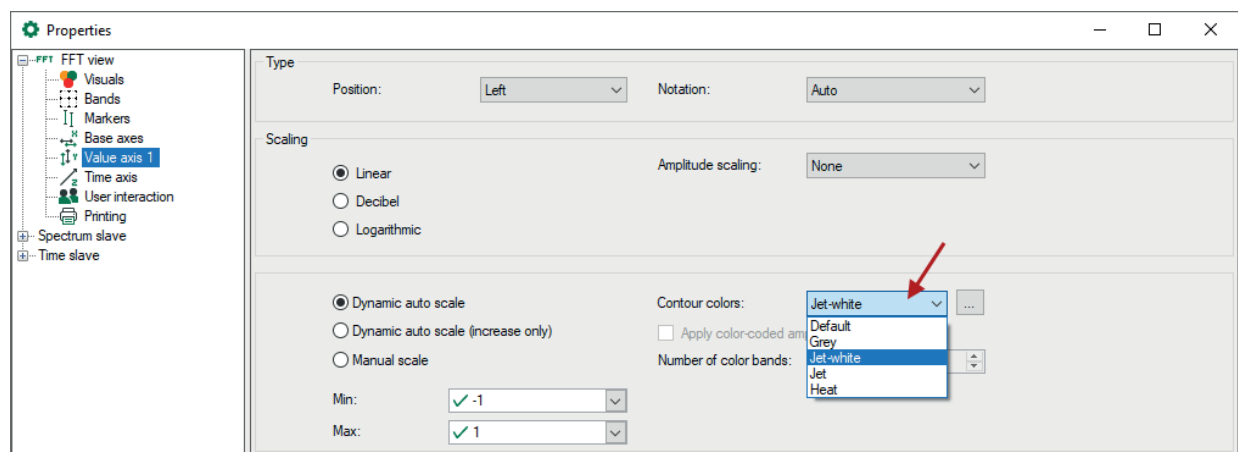 Properties
FFT FFT view
Visuals
Bands
Markers
X Base axes
Y Value axis 1
Z Time axis
User interaction
Printing
Spectrum slave
Time slave
Type
Position: Left Notation: Auto
Scaling
Linear Amplitude scaling: None
Decibel
Logarithmic
Dynamic auto scale Contour colors: Jet-white ...
Dynamic auto scale (increase only) Apply color-coded
Manual scale Number of color bands:
Default
Grey
Jet-white
Jet
Heat
Min: -1
Max: 1